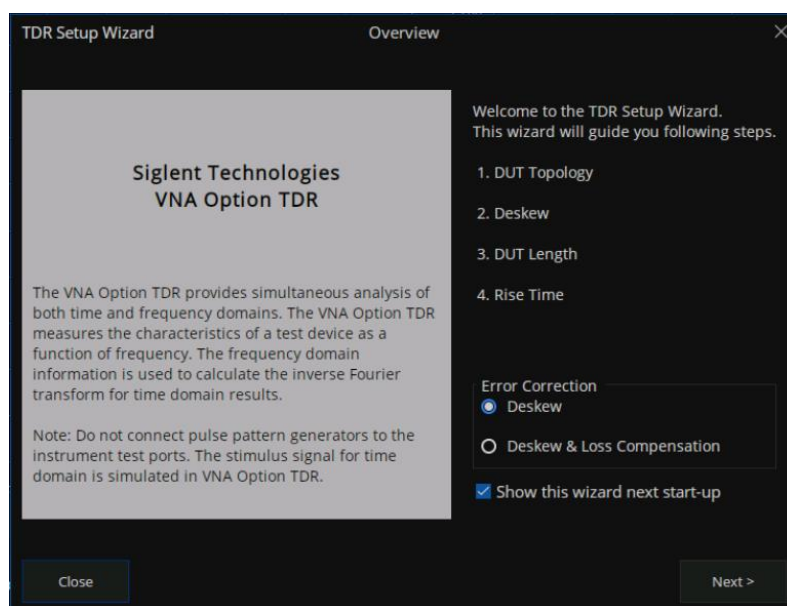 TDR Setup Wizard
Overview
Siglent Technologies
VNA Option TDR
The VNA Option TDR provides simultaneous analysis of
both time and frequency domains. The VNA Option TDR
measures the characteristics of a test device as a
function of frequency. The frequency domain
information is used to calculate the inverse Fourier
transform for time domain results.
Note: Do not connect pulse pattern generators to the
instrument test ports. The stimulus signal for time
domain is simulated in VNA Option TDR.
Welcome to the TDR Setup Wizard.
This wizard will guide you following steps.
1. DUT Topology
2. Deskew
3. DUT Length
4. Rise Time
Error Correction
Deskew
Deskew & Loss Compensation
Show this wizard next start-up
Close
Next >